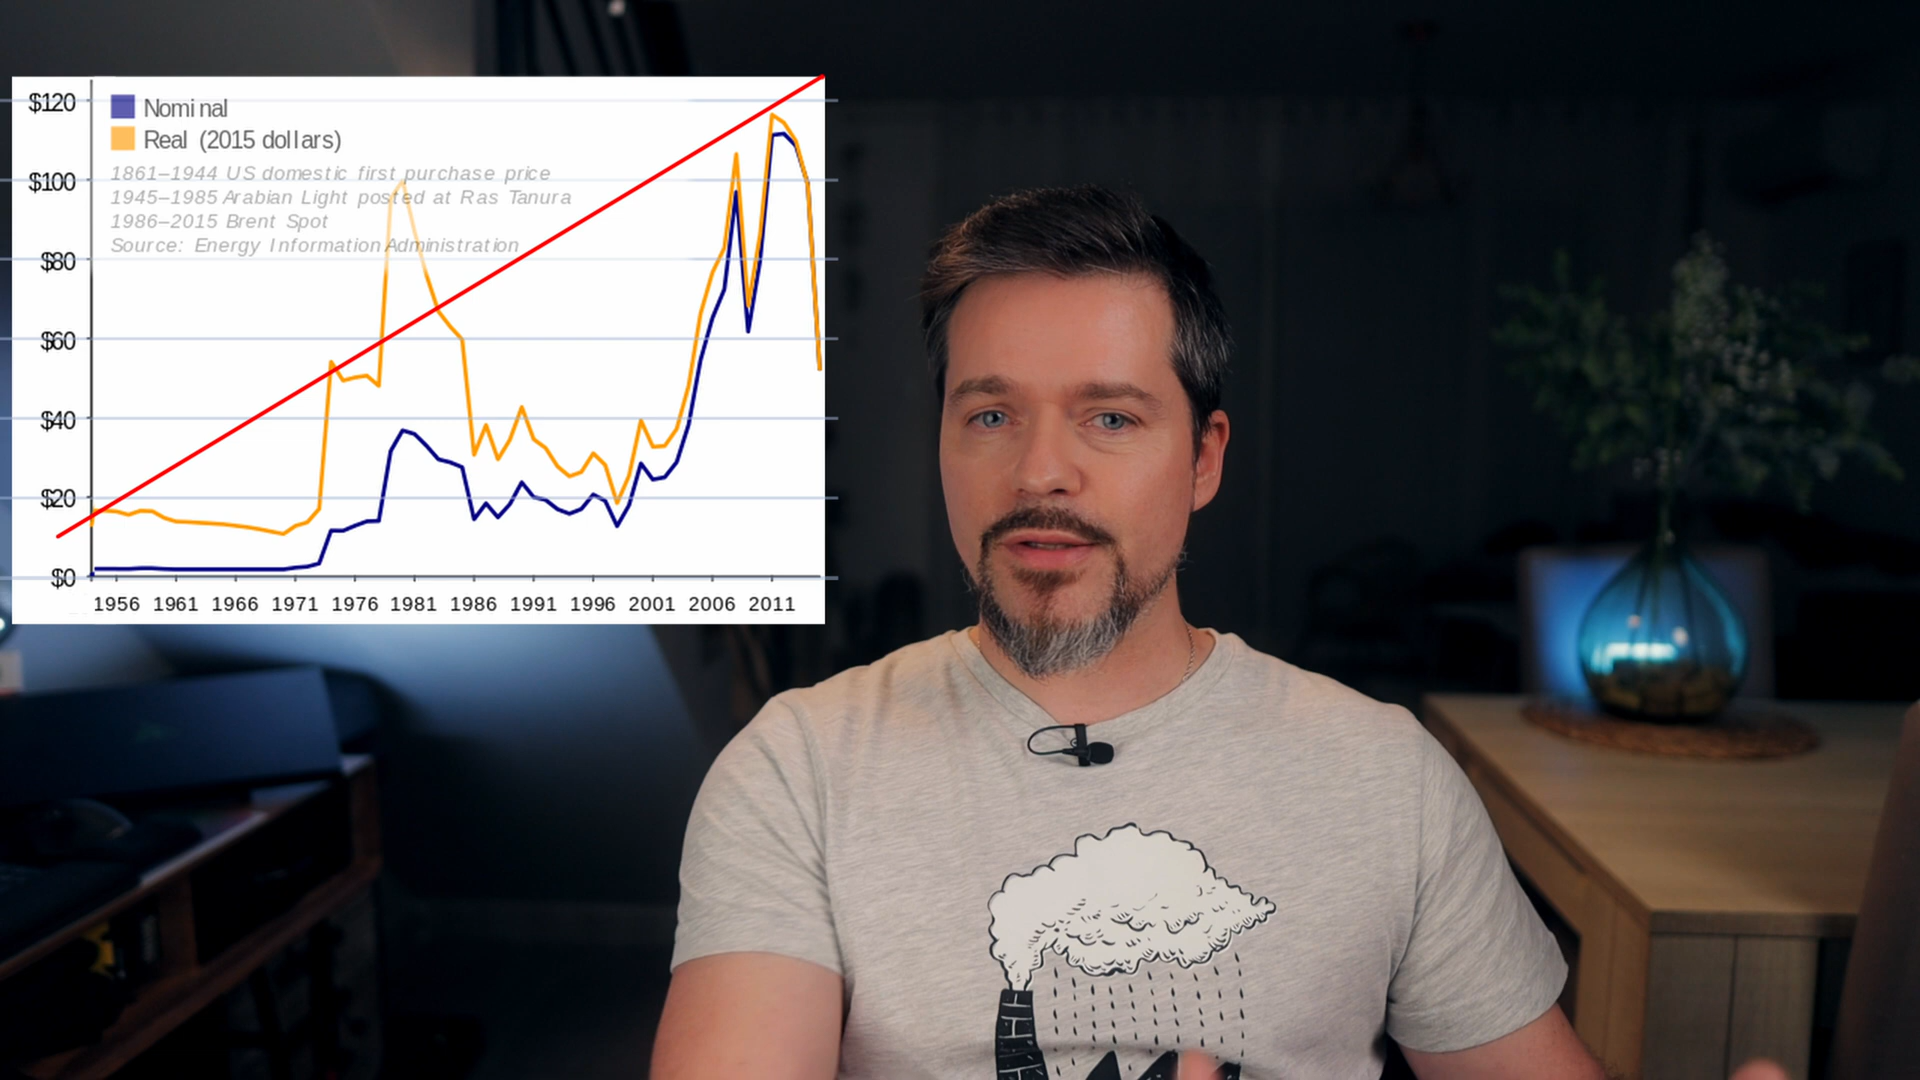 $120
Nominal
Real (2015 dollars)
1861–1944 US domestic first purchase price
$100
1945–1985 Arabian Light posted at Ras Tanura
1986–2015 Brent Spot
Source: Energy Information Administration
$80
$60
$40
$20
$0
1956 1961 1966 1971 1976 1981 1986 1991 1996 2001 2006 2011